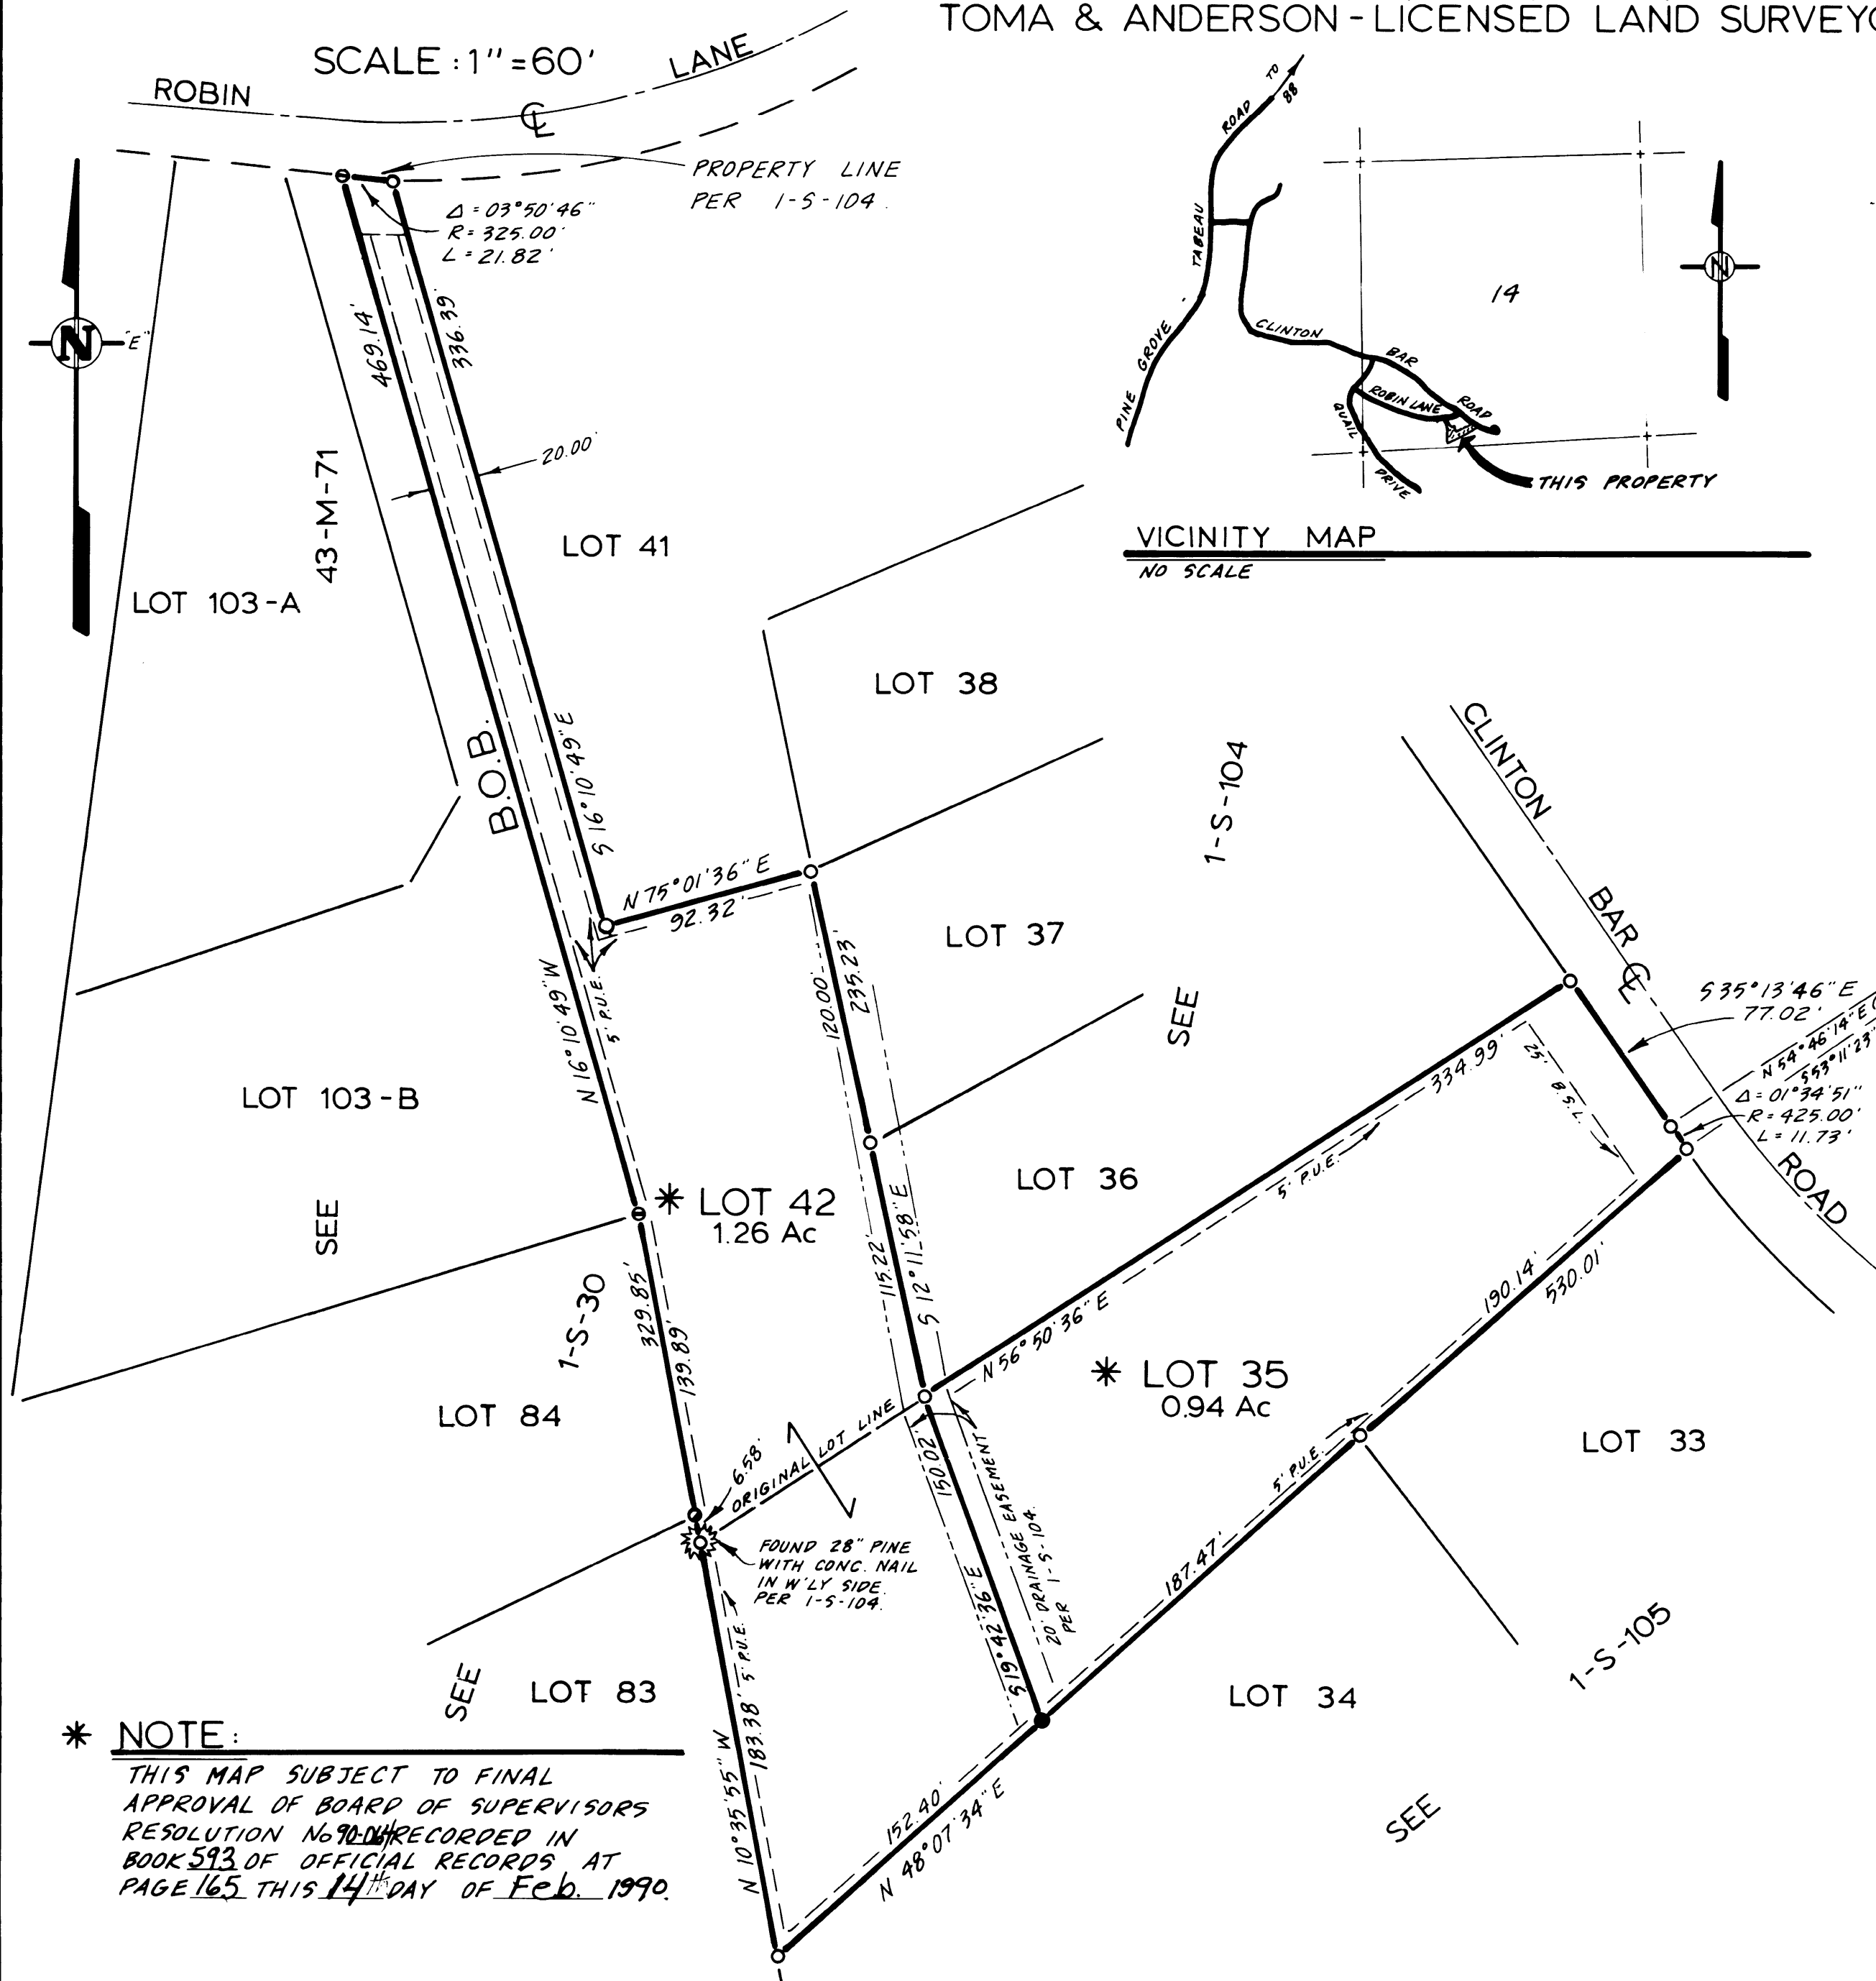 TOMA & ANDERSON - LICENSED LAND SURVEYO
SCALE : 1" = 60'
ROBIN LANE
℄
PROPERTY LINE
PER 1-S-104.
Δ = 03°50'46"
R = 325.00'
L = 21.82'
N
"E"
469.14'
336.39'
20.00'
43-M-71
LOT 41
LOT 103-A
B.O.B.
S 16°10'49" E
N 75°01'36" E
92.32'
N 16°10'49" W
5' P.U.E.
LOT 38
1-S-104
LOT 37
SEE
120.00'
235.23'
LOT 103-B
SEE
LOT 36
* LOT 42
1.26 Ac
115.22'
S 12°11'58" E
329.85'
139.89'
1-S-30
LOT 84
6.58'
ORIGINAL LOT LINE
FOUND 28" PINE
WITH CONC. NAIL
IN W'LY SIDE.
PER 1-S-104.
150.02'
S 19°42'36" E
20' DRAINAGE EASEMENT
PER 1-S-104.
N 56°50'36" E
334.99'
5' P.U.E.
25' B.S.L.
* LOT 35
0.94 Ac
CLINTON BAR ROAD
℄
S 35°13'46" E
77.02'
N 54°46'14" E (
S 53°11'23"
Δ = 01°34'51"
R = 425.00'
L = 11.73'
190.14'
530.01'
5' P.U.E.
187.47'
LOT 33
LOT 34
1-S-105
SEE
SEE
LOT 83
183.38'
5' P.U.E.
N 10°35'55" W
152.40'
N 48°07'34" E
* NOTE:
THIS MAP SUBJECT TO FINAL
APPROVAL OF BOARD OF SUPERVISORS
RESOLUTION No 90-064 RECORDED IN
BOOK 593 OF OFFICIAL RECORDS AT
PAGE 165 THIS 14th DAY OF Feb. 1990.
TO
88
ROAD
TABEAU
PINE GROVE
CLINTON BAR ROAD
ROBIN LANE
QUAIL DRIVE
14
N
THIS PROPERTY
VICINITY MAP
NO SCALE